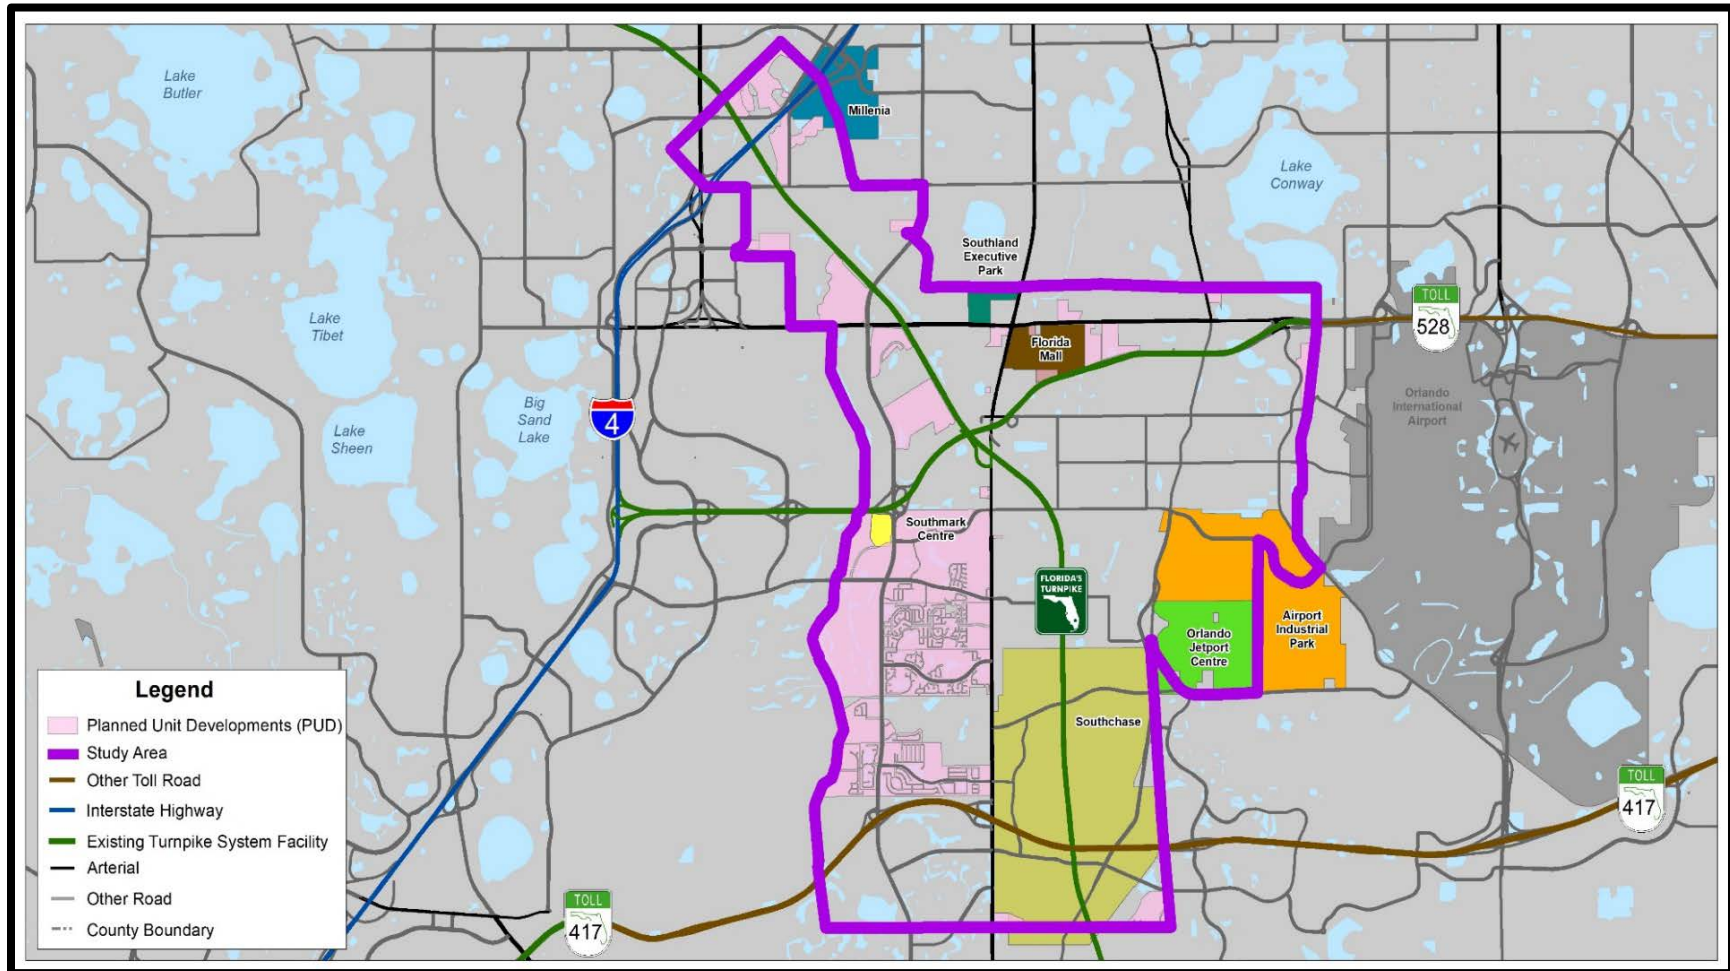 Lake
Butler
Millenia
Lake
Conway
Southland
Executive
Park
TOLL
528
Lake
Tibet
Florida
Mall
Orlando
International
Airport
Big
Sand
Lake
4
Lake
Sheen
Southmark
Centre
FLORIDA'S
TURNPIKE
Airport
Industrial
Park
Orlando
Jetport
Centre
Southchase
TOLL
417
TOLL
417
Legend
Planned Unit Developments (PUD)
Study Area
Other Toll Road
Interstate Highway
Existing Turnpike System Facility
Arterial
Other Road
County Boundary